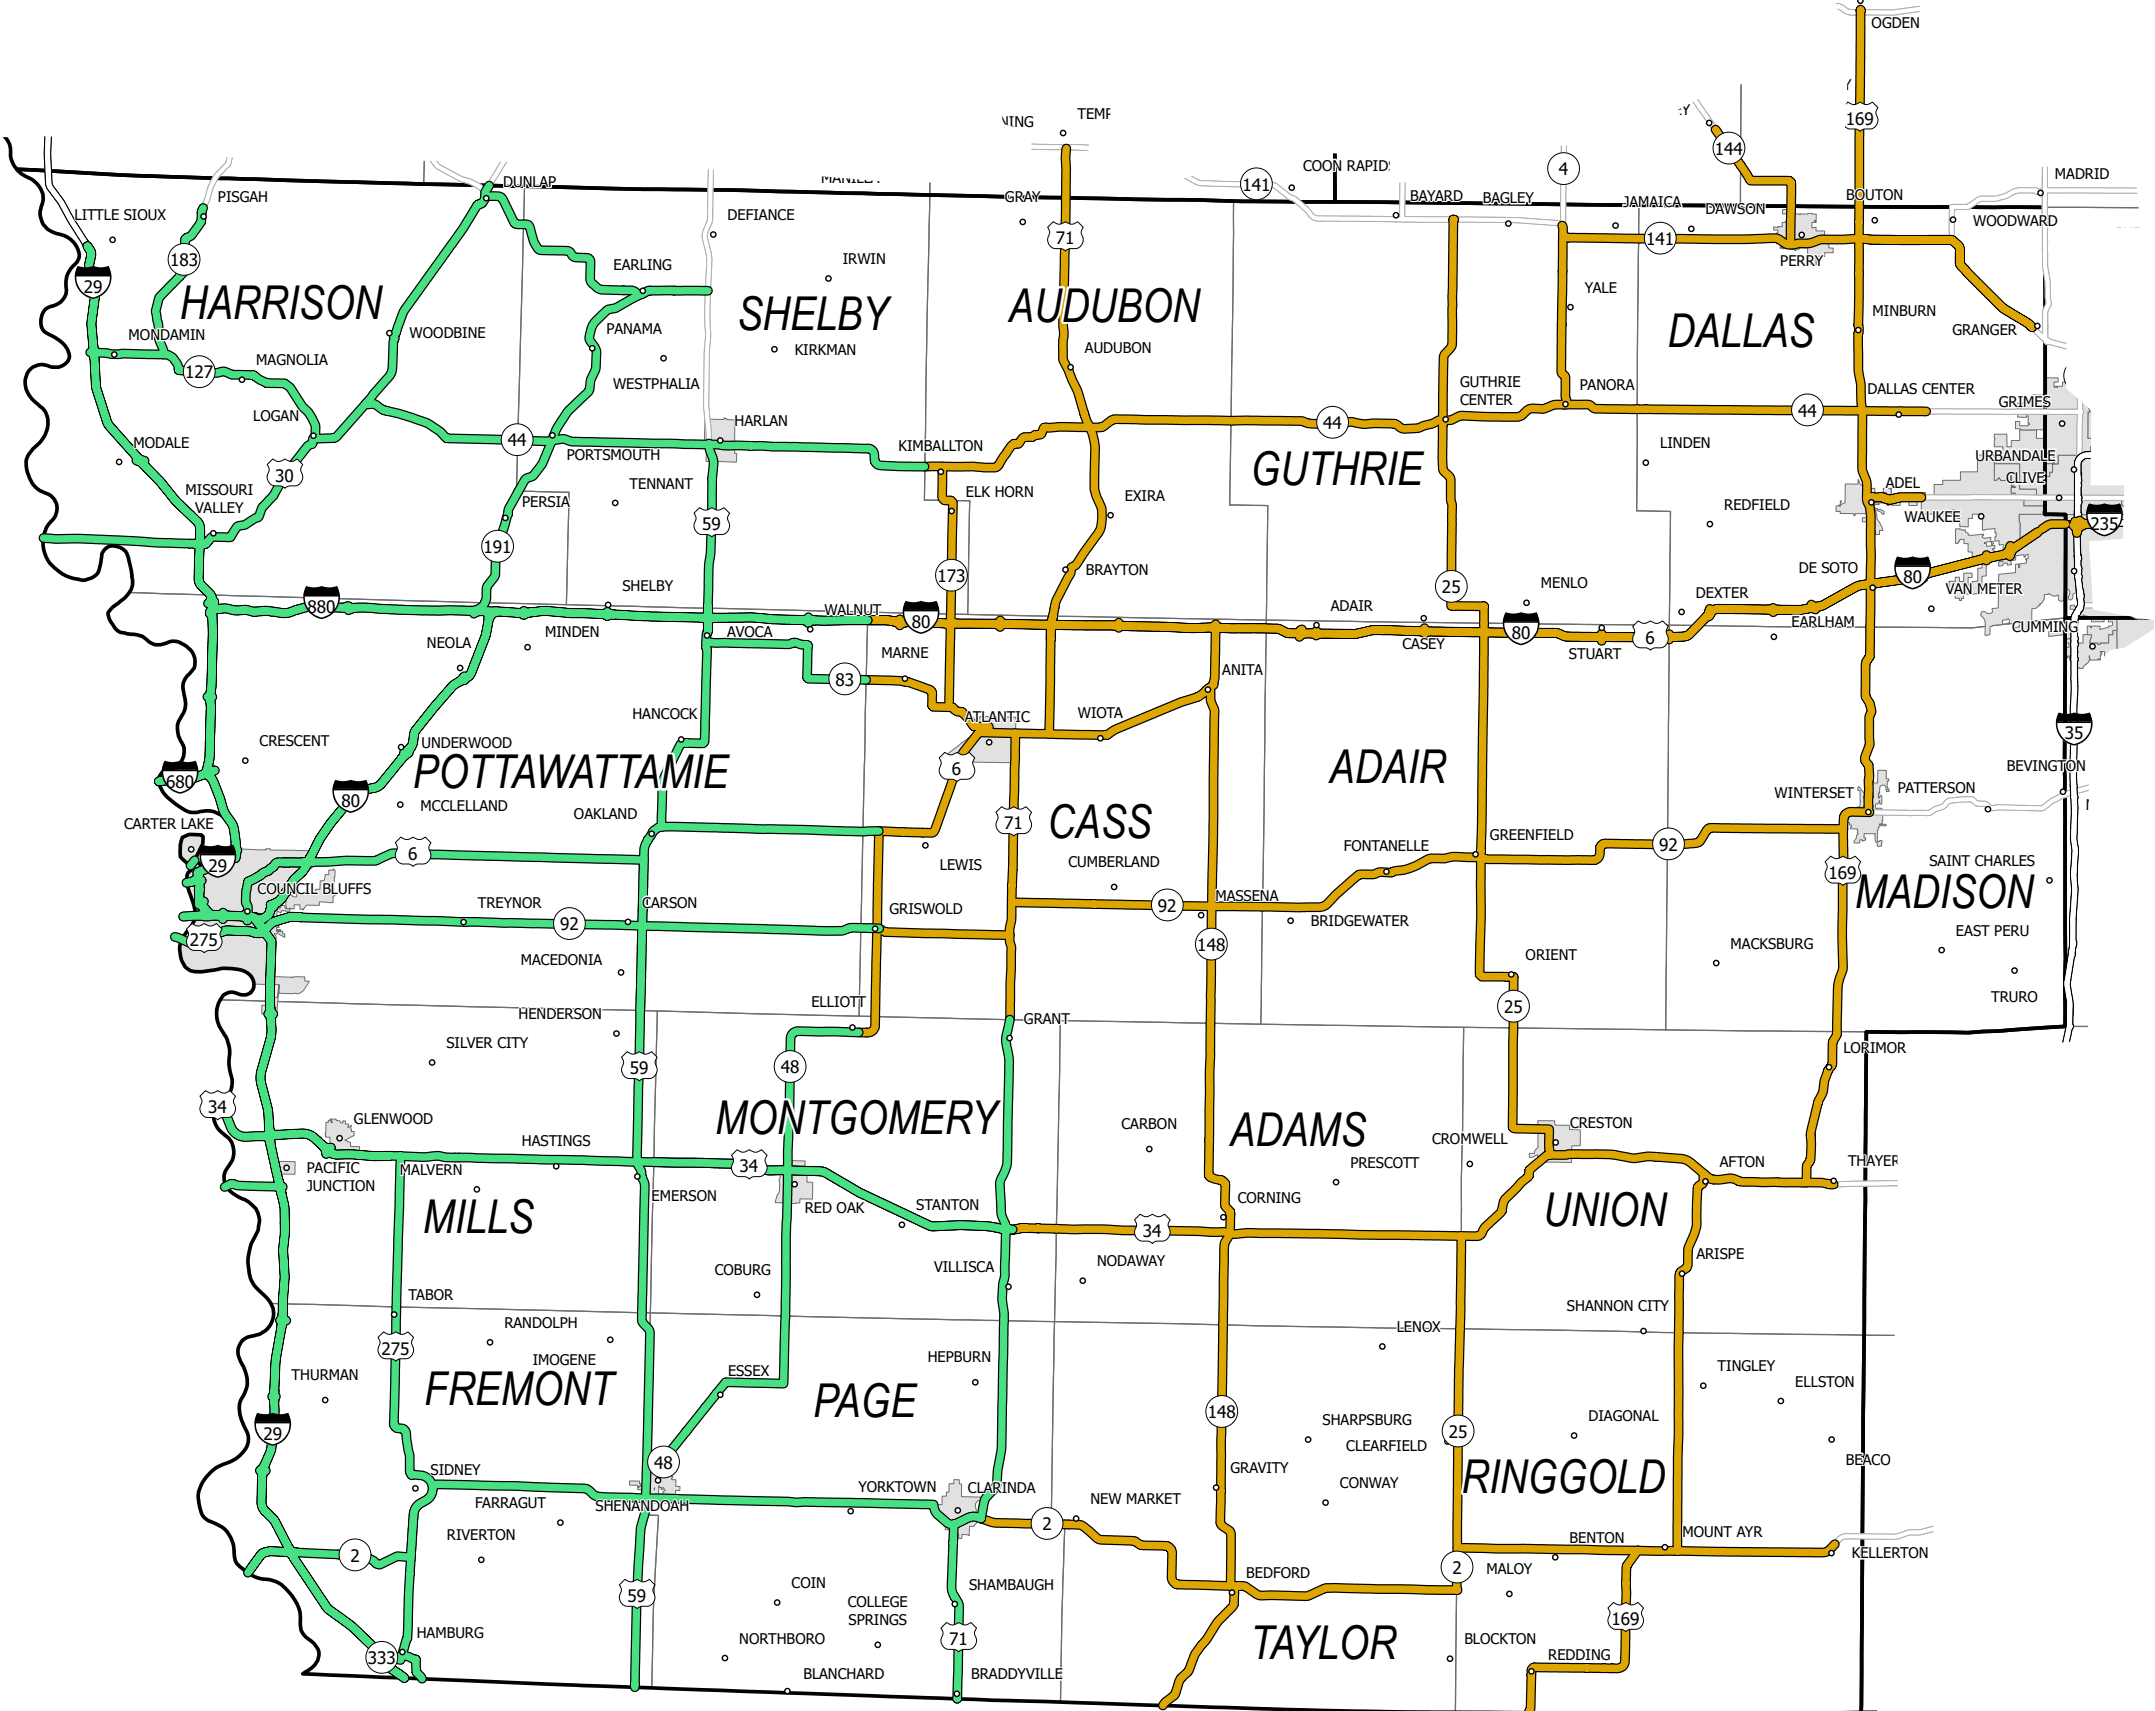 OGDEN
169
TEMP
NING
144
MADRID
COON RAPIDS
4
141
DUNLAP
PISGAH
GRAY
BAYARD
BAGLEY
JAMAICA
DAWSON
BOUTON
WOODWARD
LITTLE SIOUX
DEFIANCE
71
141
183
IRWIN
EARLING
PERRY
29
YALE
HARRISON
SHELBY
AUDUBON
DALLAS
MINBURN
GRANGER
MONDAMIN
WOODBINE
PANAMA
KIRKMAN
AUDUBON
MAGNOLIA
127
WESTPHALIA
GUTHRIE
CENTER
PANORA
DALLAS CENTER
GRIMES
LOGAN
HARLAN
44
44
44
MODALE
PORTSMOUTH
KIMBALLTON
LINDEN
URBANDALE
30
GUTHRIE
CLIVE
MISSOURI
VALLEY
TENNANT
ELK HORN
EXIRA
ADEL
PERSIA
REDFIELD
WAUKEE
59
235
191
173
BRAYTON
DE SOTO
80
SHELBY
25
MENLO
VAN METER
DEXTER
880
WALNUT
80
ADAIR
EARLHAM
NEOLA
MINDEN
AVOCA
CASEY
80
STUART
6
CUMMING
MARNE
83
ANITA
HANCOCK
ATLANTIC
WIOTA
35
CRESCENT
UNDERWOOD
POTTAWATTAMIE
ADAIR
BEVINGTON
680
6
80
MCCLELLAND
OAKLAND
WINTERSET
PATTERSON
CARTER LAKE
71
CASS
29
6
LEWIS
CUMBERLAND
FONTANELLE
GREENFIELD
92
169
SAINT CHARLES
COUNCIL BLUFFS
MADISON
TREYNOR
92
CARSON
GRISWOLD
92
MASSENA
BRIDGEWATER
275
148
MACKSBURG
EAST PERU
MACEDONIA
ORIENT
ELLIOTT
25
TRURO
HENDERSON
GRANT
SILVER CITY
LORIMOR
59
48
34
GLENWOOD
MONTGOMERY
CARBON
ADAMS
CRESTON
HASTINGS
CROMWELL
PACIFIC
JUNCTION
MALVERN
34
PRESCOTT
AFTON
THAYER
EMERSON
RED OAK
STANTON
CORNING
MILLS
UNION
34
NODAWAY
ARISPE
COBURG
VILLISCA
TABOR
SHANNON CITY
RANDOLPH
LENOX
275
IMOGENE
HEPBURN
THURMAN
ESSEX
TINGLEY
ELLSTON
FREMONT
PAGE
148
SHARPSBURG
DIAGONAL
29
25
CLEARFIELD
BEACO
48
SIDNEY
GRAVITY
CONWAY
RINGGOLD
FARRAGUT
SHENANDOAH
YORKTOWN
CLARINDA
NEW MARKET
RIVERTON
2
BENTON
MOUNT AYR
2
KELLERTON
BEDFORD
2
MALOY
59
COIN
COLLEGE
SPRINGS
SHAMBAUGH
169
HAMBURG
333
NORTHBORO
71
TAYLOR
BLOCKTON
REDDING
BLANCHARD
BRADDYVILLE